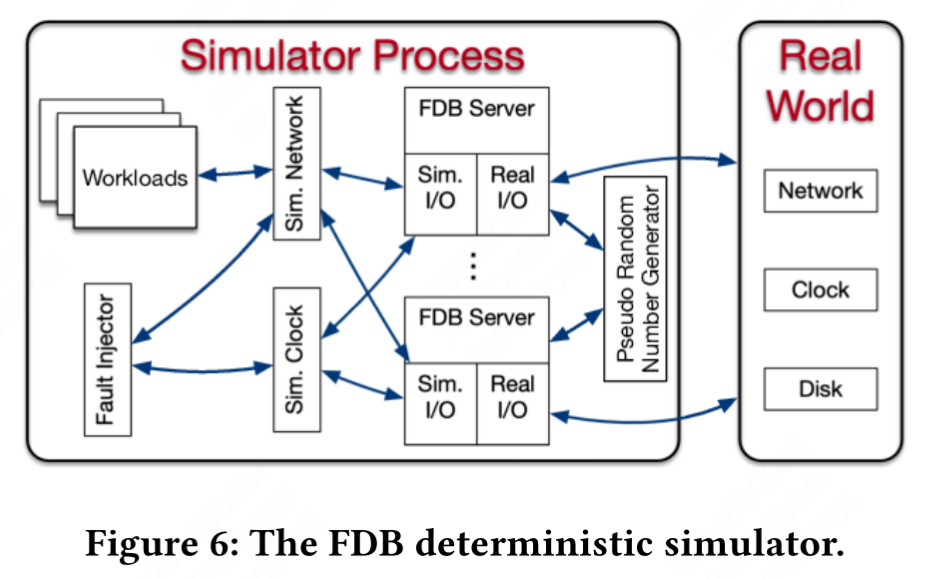 Simulator Process
Real
World
Workloads
Sim. Network
FDB Server
Sim.
I/O
Real
I/O
Pseudo Random
Number Generator
Network
Clock
Disk
Fault Injector
Sim. Clock
...
FDB Server
Sim.
I/O
Real
I/O
Figure 6: The FDB deterministic simulator.